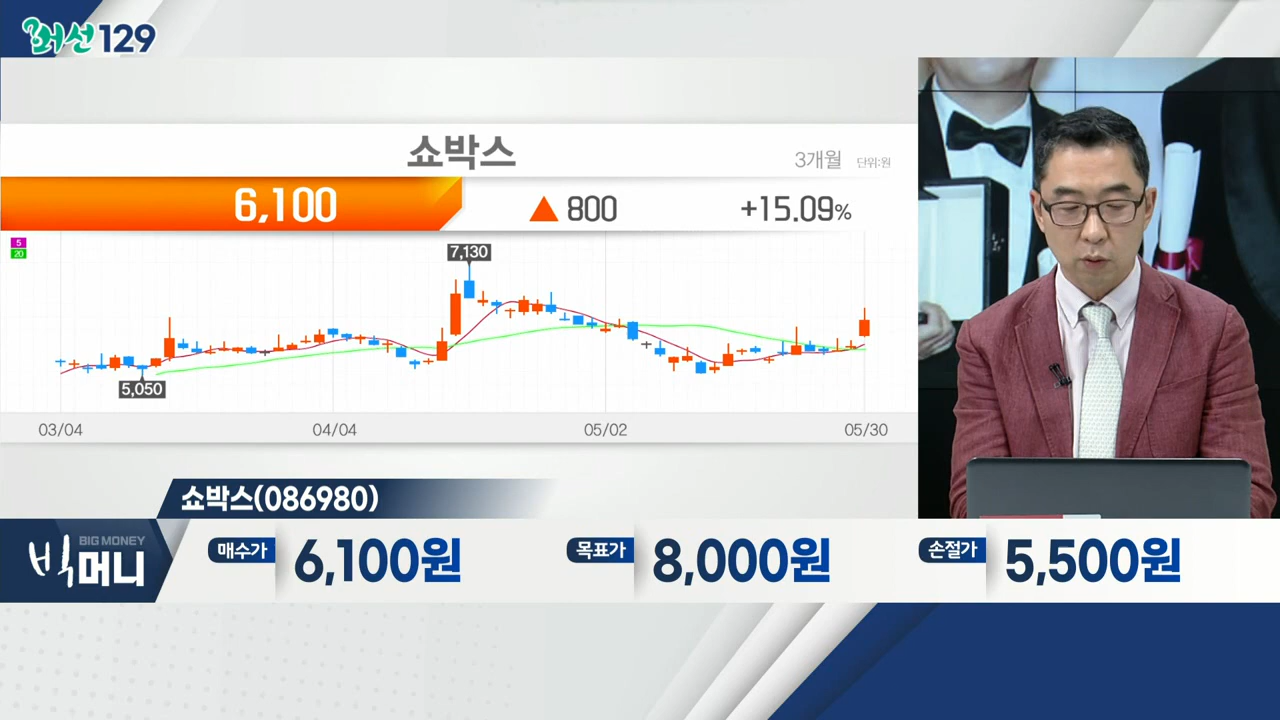 머선129
쇼박스
3개월 단위:원
6,100 ▲800 +15.09%
5
20
7,130
5,050
03/04 04/04 05/02 05/30
쇼박스(086980)
BIG MONEY
빅머니
매수가 6,100원 목표가 8,000원 손절가 5,500원